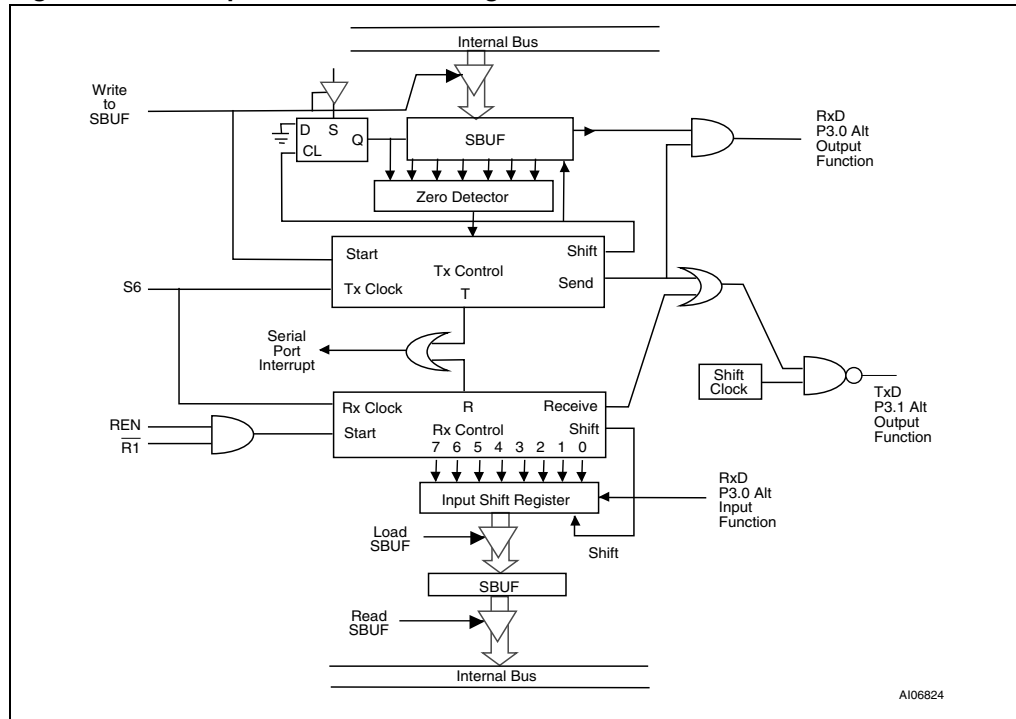 Internal Bus
Write
to
SBUF
D S
Q
CL
SBUF
RxD
P3.0 Alt
Output
Function
Zero Detector
Start
Shift
Tx Control
S6
Tx Clock
Send
T
Serial
Port
Interrupt
Shift
Clock
TxD
P3.1 Alt
Output
Function
Rx Clock
R
Receive
REN
R1
Start
Rx Control
Shift
7 6 5 4 3 2 1 0
Input Shift Register
RxD
P3.0 Alt
Input
Function
Load
SBUF
Shift
SBUF
Read
SBUF
Internal Bus
AI06824